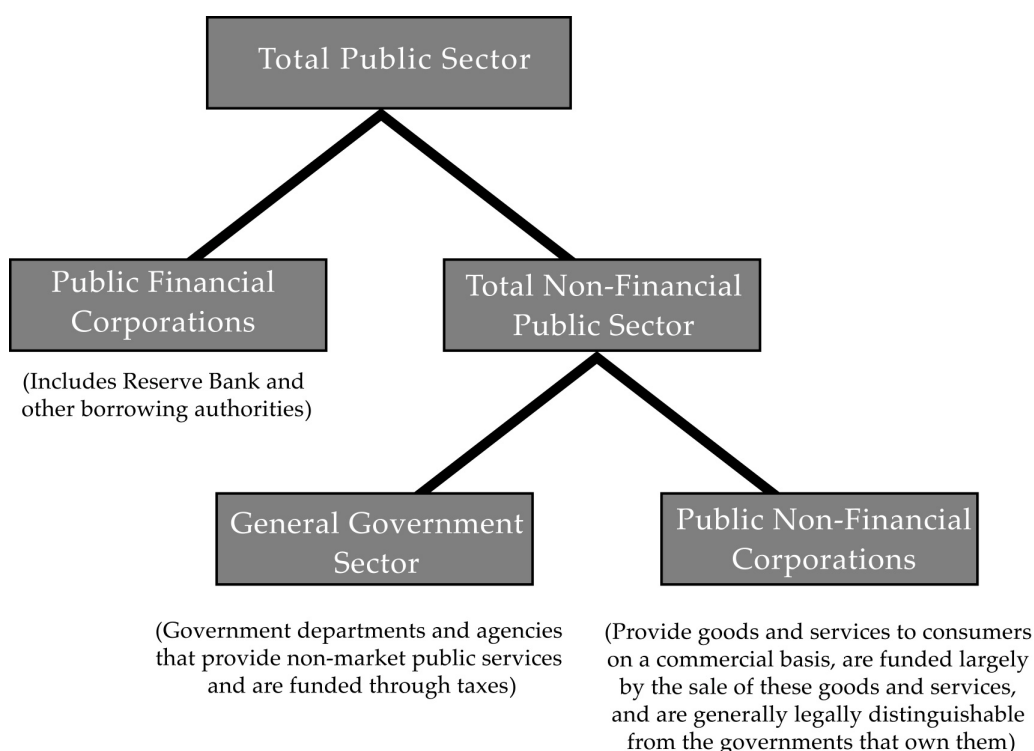 Total Public Sector
Public Financial
Corporations
(Includes Reserve Bank and
other borrowing authorities)
Total Non-Financial
Public Sector
General Government
Sector
(Government departments and agencies
that provide non-market public services
and are funded through taxes)
Public Non-Financial
Corporations
(Provide goods and services to consumers
on a commercial basis, are funded largely
by the sale of these goods and services,
and are generally legally distinguishable
from the governments that own them)